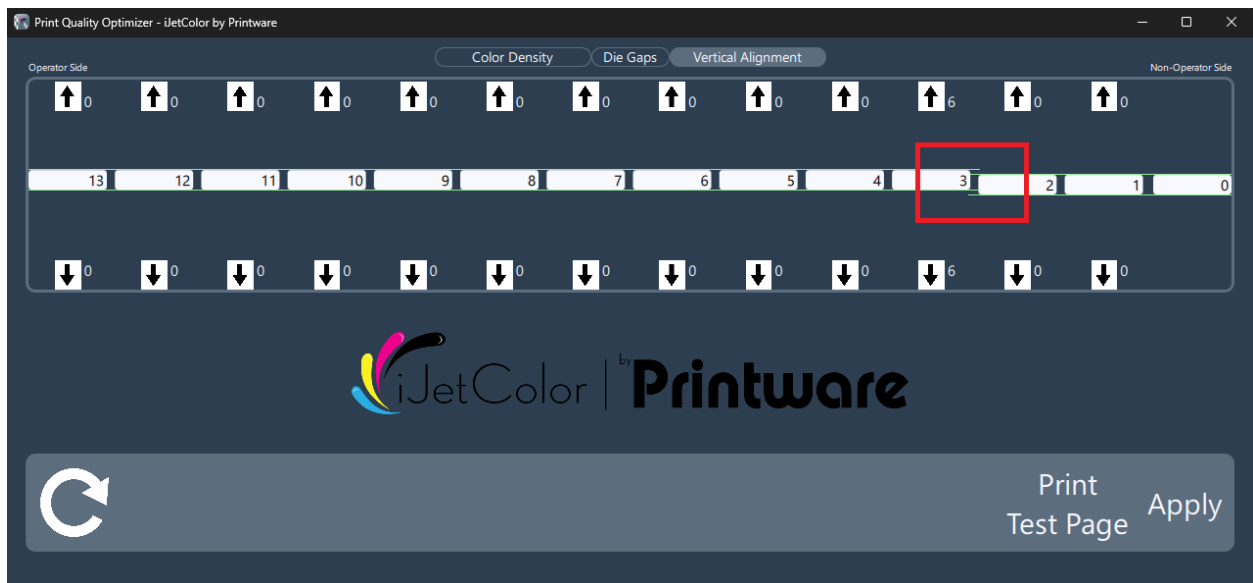 Print Quality Optimizer - iJetColor by Printware
Color Density Die Gaps Vertical Alignment
Operator Side Non-Operator Side
0 0 0 0 0 0 0 0 0 0 6 0 0
13 12 11 10 9 8 7 6 5 4 3 2 1 0
0 0 0 0 0 0 0 0 0 0 6 0 0
iJetColor | by Printware
Print
Test Page
Apply